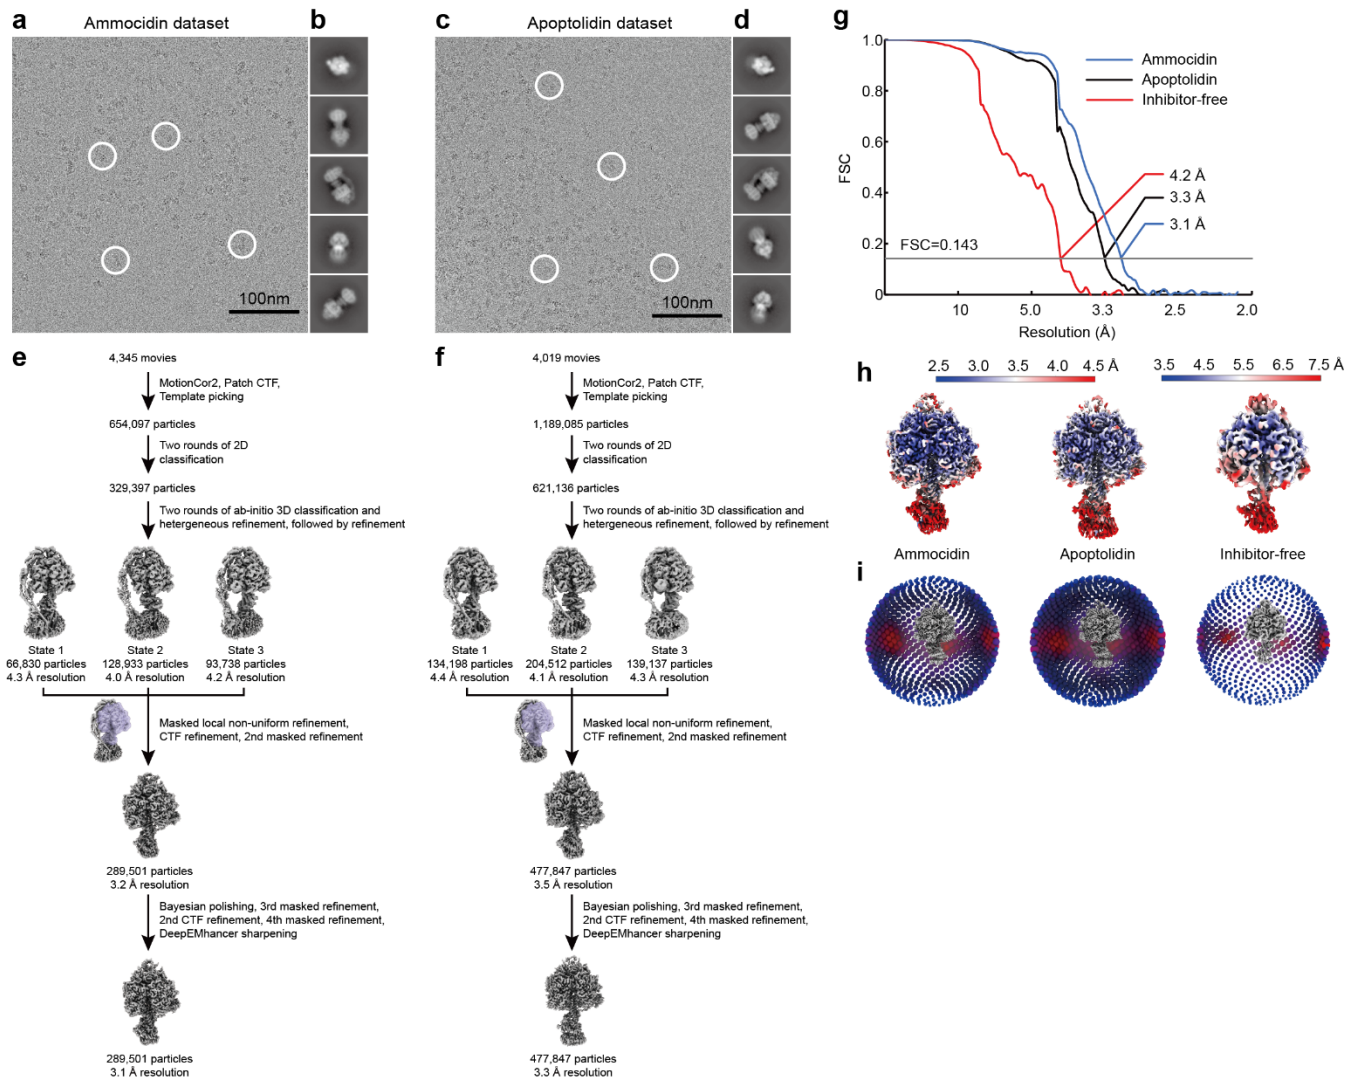 a
Ammocidin dataset
b
100nm
c
Apoptolidin dataset
d
100nm
e
4,345 movies
MotionCor2, Patch CTF,
Template picking
654,097 particles
Two rounds of 2D
classification
329,397 particles
Two rounds of ab-initio 3D classification and
hetergeneous refinement, followed by refinement
State 1
66,830 particles
4.3 Å resolution
State 2
128,933 particles
4.0 Å resolution
State 3
93,738 particles
4.2 Å resolution
Masked local non-uniform refinement,
CTF refinement, 2nd masked refinement
289,501 particles
3.2 Å resolution
Bayesian polishing, 3rd masked refinement,
2nd CTF refinement, 4th masked refinement,
DeepEMhancer sharpening
289,501 particles
3.1 Å resolution
f
4,019 movies
MotionCor2, Patch CTF,
Template picking
1,189,085 particles
Two rounds of 2D
classification
621,136 particles
Two rounds of ab-initio 3D classification and
hetergeneous refinement, followed by refinement
State 1
134,198 particles
4.4 Å resolution
State 2
204,512 particles
4.1 Å resolution
State 3
139,137 particles
4.3 Å resolution
Masked local non-uniform refinement,
CTF refinement, 2nd masked refinement
477,847 particles
3.5 Å resolution
Bayesian polishing, 3rd masked refinement,
2nd CTF refinement, 4th masked refinement,
DeepEMhancer sharpening
477,847 particles
3.3 Å resolution
g
1.0
0.8
0.6
0.4
0.2
0
FSC
Ammocidin
Apoptolidin
Inhibitor-free
4.2 Å
3.3 Å
3.1 Å
FSC=0.143
10 5.0 3.3 2.5 2.0
Resolution (Å)
h
2.5 3.0 3.5 4.0 4.5 Å
3.5 4.5 5.5 6.5 7.5 Å
Ammocidin
Apoptolidin
Inhibitor-free
i